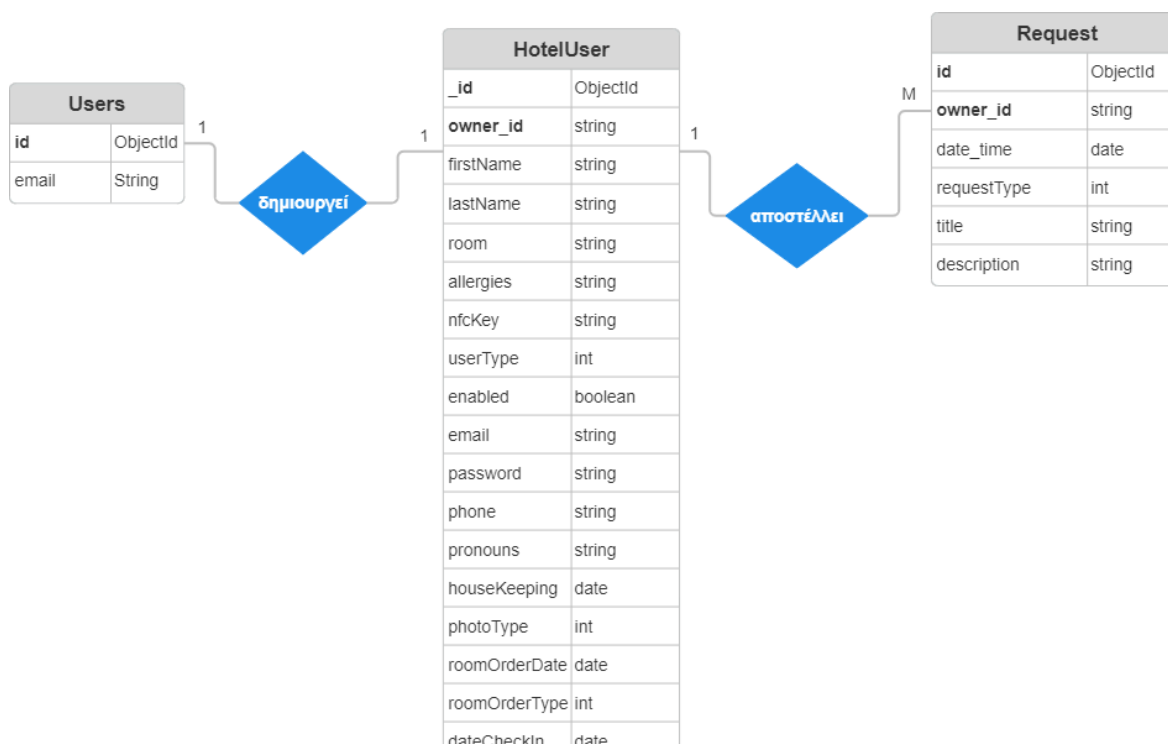 Users
id ObjectId
email String
1
δημιουργεί
1
HotelUser
_id ObjectId
owner_id string
firstName string
lastName string
room string
allergies string
nfcKey string
userType int
enabled boolean
email string
password string
phone string
pronouns string
houseKeeping date
photoType int
roomOrderDate date
roomOrderType int
dateCheckIn date
1
αποστέλλει
M
Request
id ObjectId
owner_id string
date_time date
requestType int
title string
description string